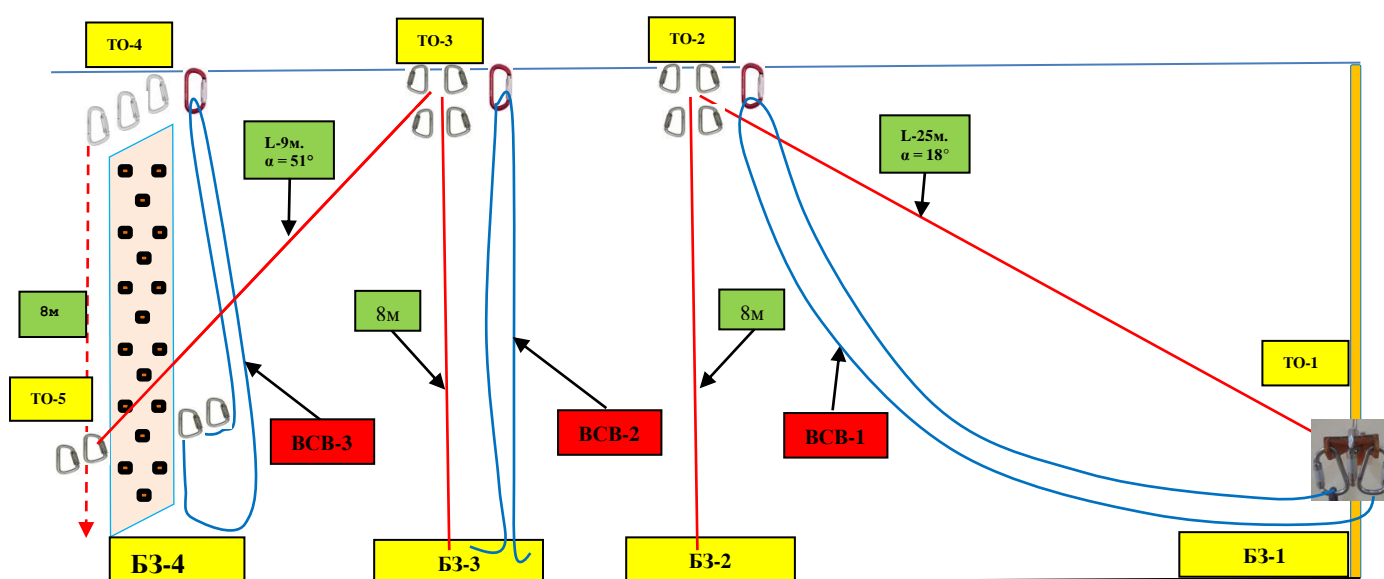 ТО-4
ТО-3
ТО-2
L-9м.
α = 51°
L-25м.
α = 18°
8м
8м
8м
ТО-1
ТО-5
ВСВ-3
ВСВ-2
ВСВ-1
БЗ-4
БЗ-3
БЗ-2
БЗ-1